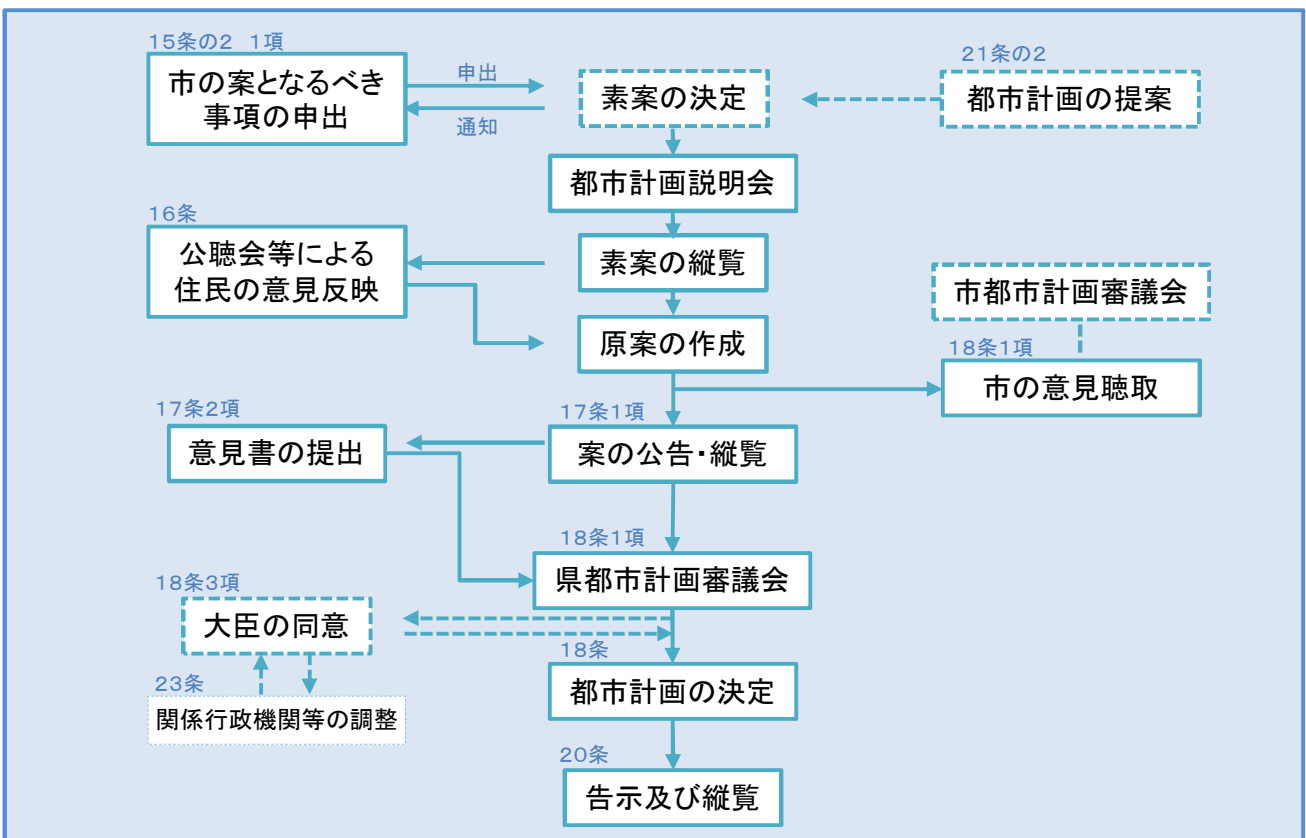 15条の2 1項
市の案となるべき
事項の申出
申出
通知
素案の決定
21条の2
都市計画の提案
都市計画説明会
16条
公聴会等による
住民の意見反映
素案の縦覧
原案の作成
市都市計画審議会
18条1項
市の意見聴取
17条2項
意見書の提出
17条1項
案の公告・縦覧
18条1項
県都市計画審議会
18条3項
大臣の同意
23条
関係行政機関等の調整
18条
都市計画の決定
20条
告示及び縦覧